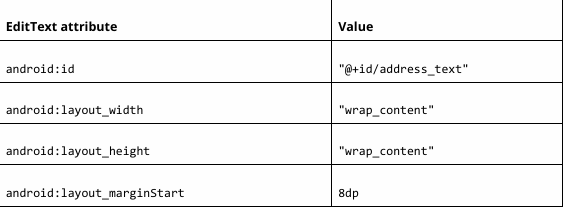 EditText attribute Value
android:id "@+id/address_text"
android:layout_width "wrap_content"
android:layout_height "wrap_content"
android:layout_marginStart 8dp